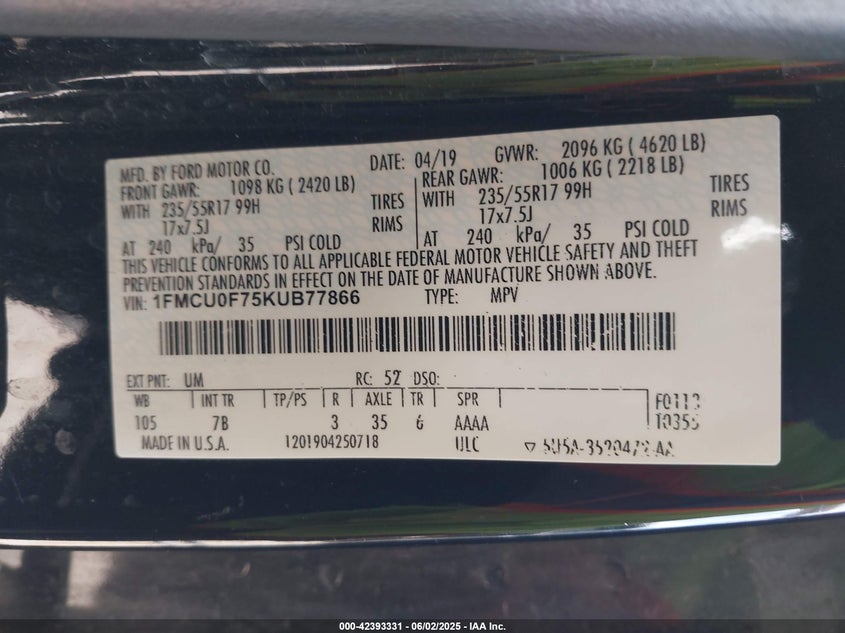 MFD. BY FORD MOTOR CO. DATE: 04/19 GVWR: 2096 KG ( 4620 LB)
FRONT GAWR: 1098 KG ( 2420 LB) REAR GAWR: 1006 KG ( 2218 LB)
WITH 235/55R17 99H TIRES WITH 235/55R17 99H TIRES
17x7.5J RIMS 17x7.5J RIMS
AT 240 kPa/ 35 PSI COLD AT 240 kPa/ 35 PSI COLD
THIS VEHICLE CONFORMS TO ALL APPLICABLE FEDERAL MOTOR VEHICLE SAFETY AND THEFT
PREVENTION STANDARDS IN EFFECT ON THE DATE OF MANUFACTURE SHOWN ABOVE.
VIN: 1FMCU0F75KUB77866 TYPE: MPV
EXT PNT: UM RC: 52 DSO:
WB INT TR TP/PS R AXLE TR SPR
105 7B 3 35 6 AAAA
MADE IN U.S.A. 1201904250718 ULC
000-42393331 | 06/02/2025 - IAA Inc.